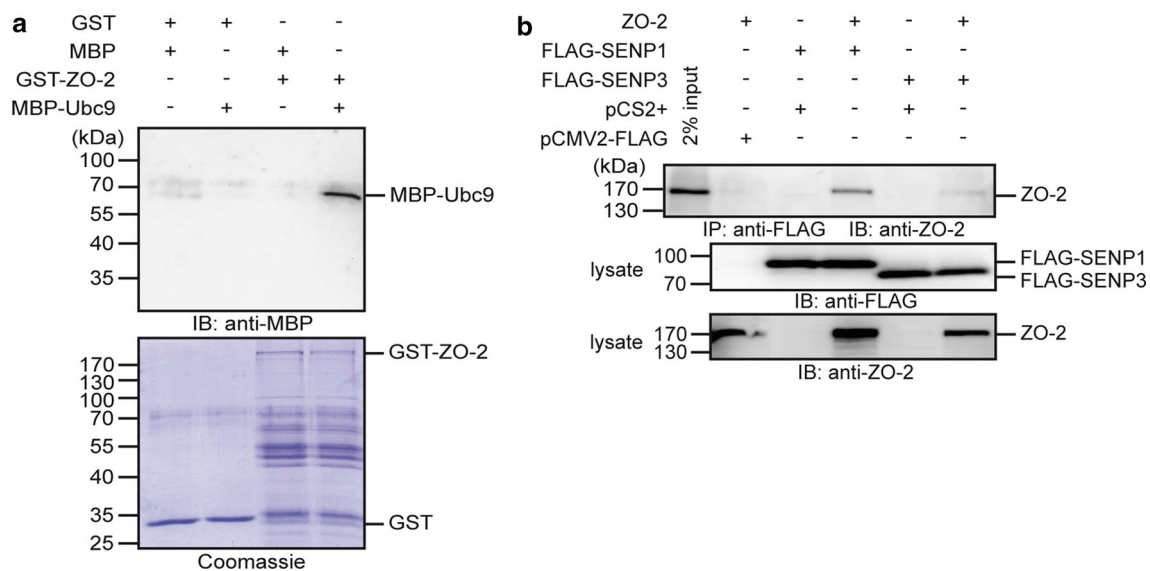 a
GST + + - -
MBP + - + -
GST-ZO-2 - - + +
MBP-Ubc9 - + - +
(kDa)
100
70
55
40
35
MBP-Ubc9
IB: anti-MBP
170
130
100
70
55
40
35
25
GST-ZO-2
GST
Coomassie
b
ZO-2 + - + - +
FLAG-SENP1 - + + - -
FLAG-SENP3 - - - + +
pCS2+ - + - + -
pCMV2-FLAG + - - - -
2% input
(kDa)
170
130
ZO-2
IP: anti-FLAG IB: anti-ZO-2
lysate
100
70
FLAG-SENP1
FLAG-SENP3
IB: anti-FLAG
lysate
170
130
ZO-2
IB: anti-ZO-2